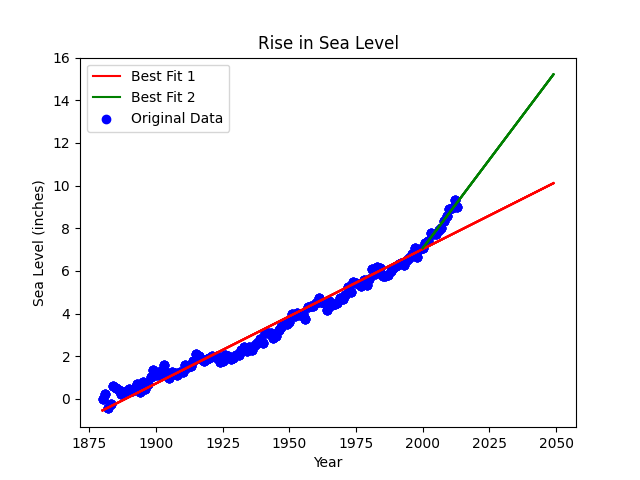 Rise in Sea Level
Best Fit 1
Best Fit 2
Original Data
Sea Level (inches)
16
14
12
10
8
6
4
2
0
1875 1900 1925 1950 1975 2000 2025 2050
Year